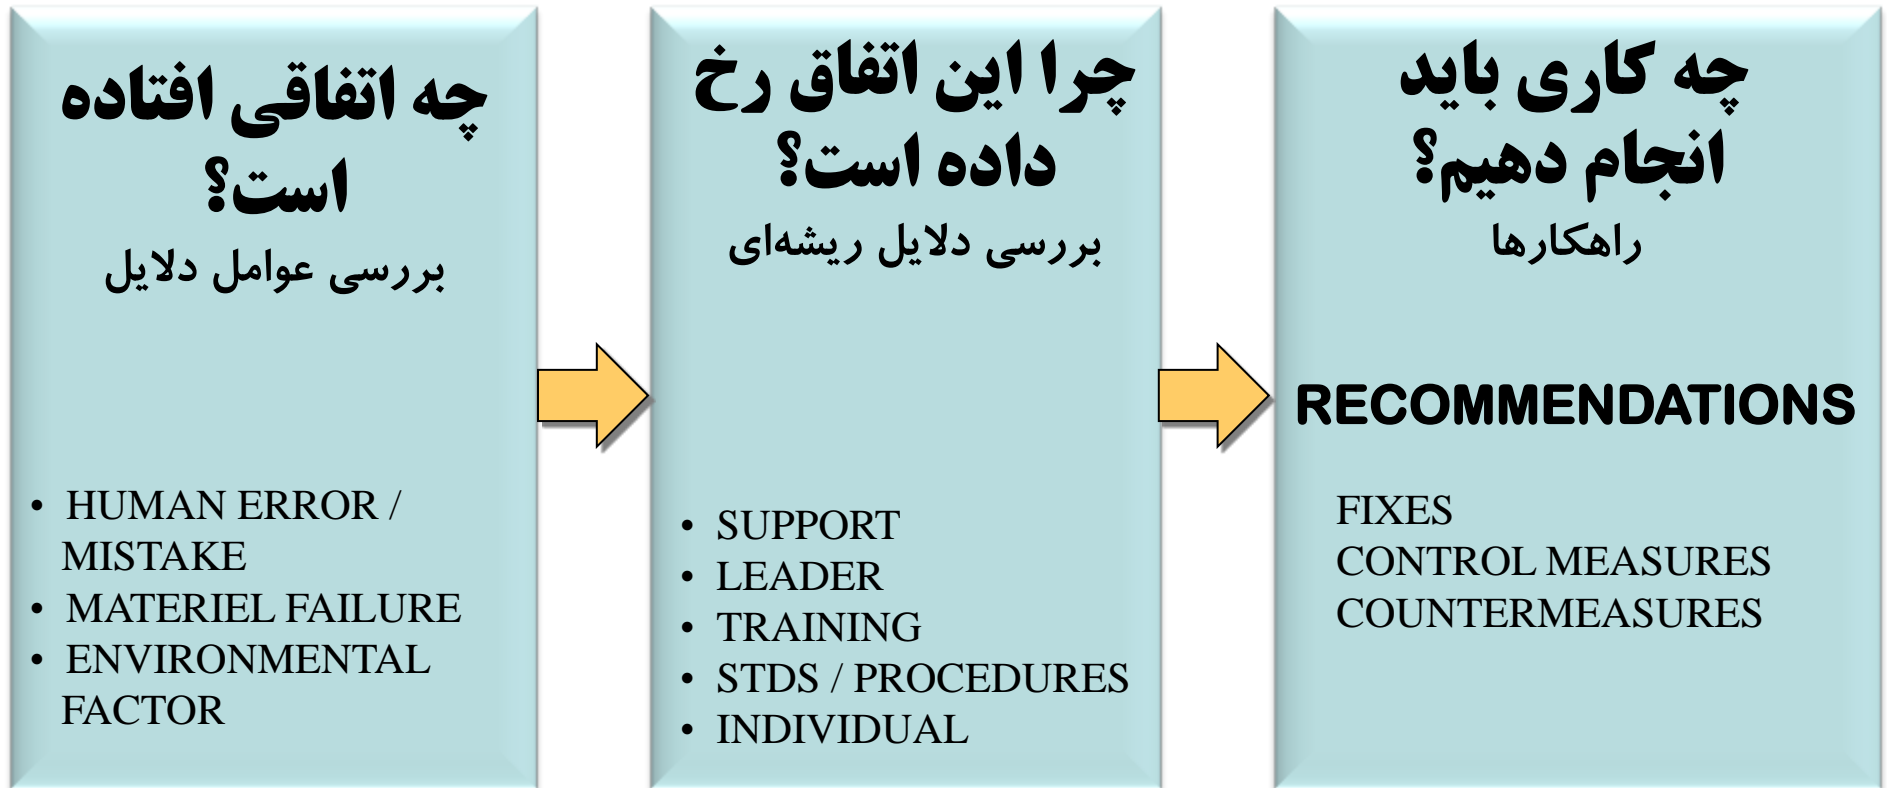 چه اتفاقی افتاده
است؟
بررسی عوامل دلایل
• HUMAN ERROR /
MISTAKE
• MATERIEL FAILURE
• ENVIRONMENTAL
FACTOR
چرا این اتفاق رخ
داده است؟
بررسی دلایل ریشه‌ای
• SUPPORT
• LEADER
• TRAINING
• STDS / PROCEDURES
• INDIVIDUAL
چه کاری باید
انجام دهیم؟
راهکارها
RECOMMENDATIONS
FIXES
CONTROL MEASURES
COUNTERMEASURES